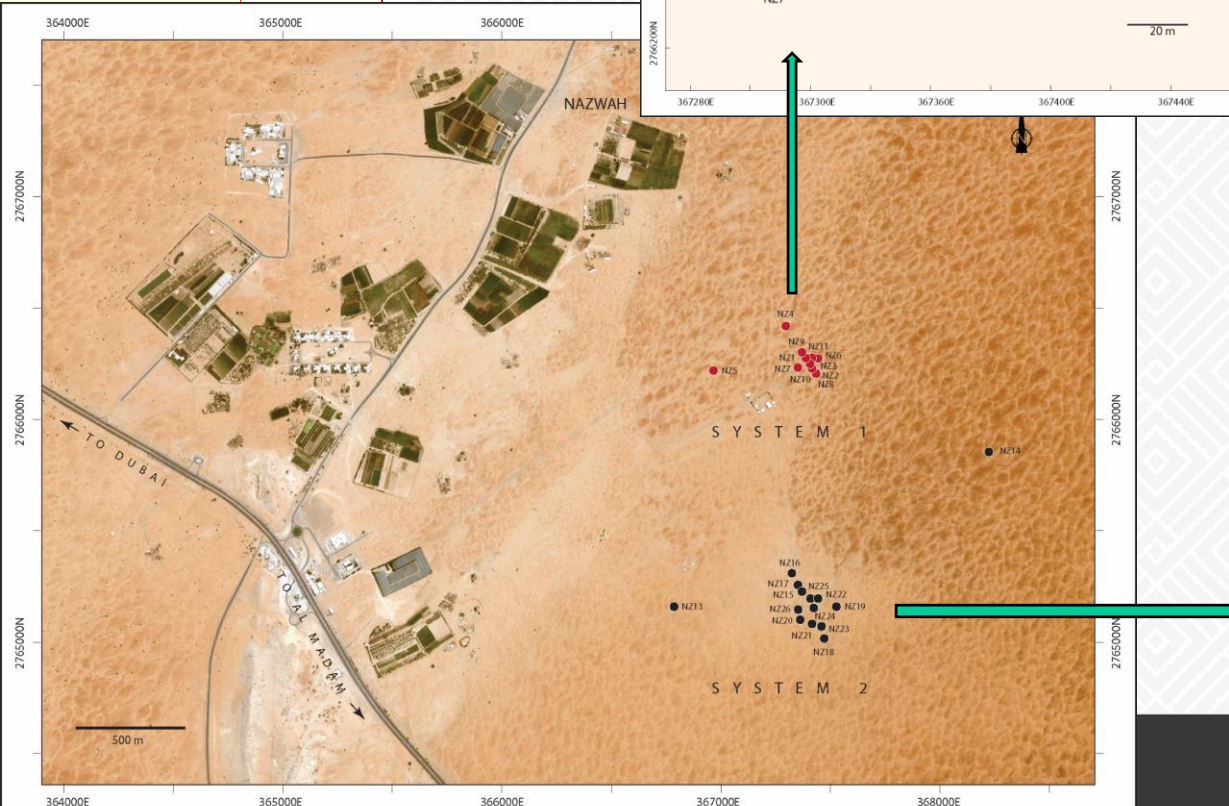 NZ7
20 m
2766200N
367280E 367300E 367360E 367400E 367440E
364000E 365000E 366000E
N
NAZWAH
2767000N
2767000N
NZ4
NZ9
NZ11
NZ1
NZ6
NZ5
NZ7
NZ3
NZ10
NZ2
NZ8
2766000N
2766000N
SYSTEM 1
NZ14
TO DUBAI
NZ16
NZ17
NZ25
NZ15
NZ22
NZ13
NZ26
NZ19
NZ24
NZ20
NZ21
NZ23
NZ18
TO AL MADAM
2765000N
2765000N
SYSTEM 2
500 m
364000E 365000E 366000E 367000E 368000E